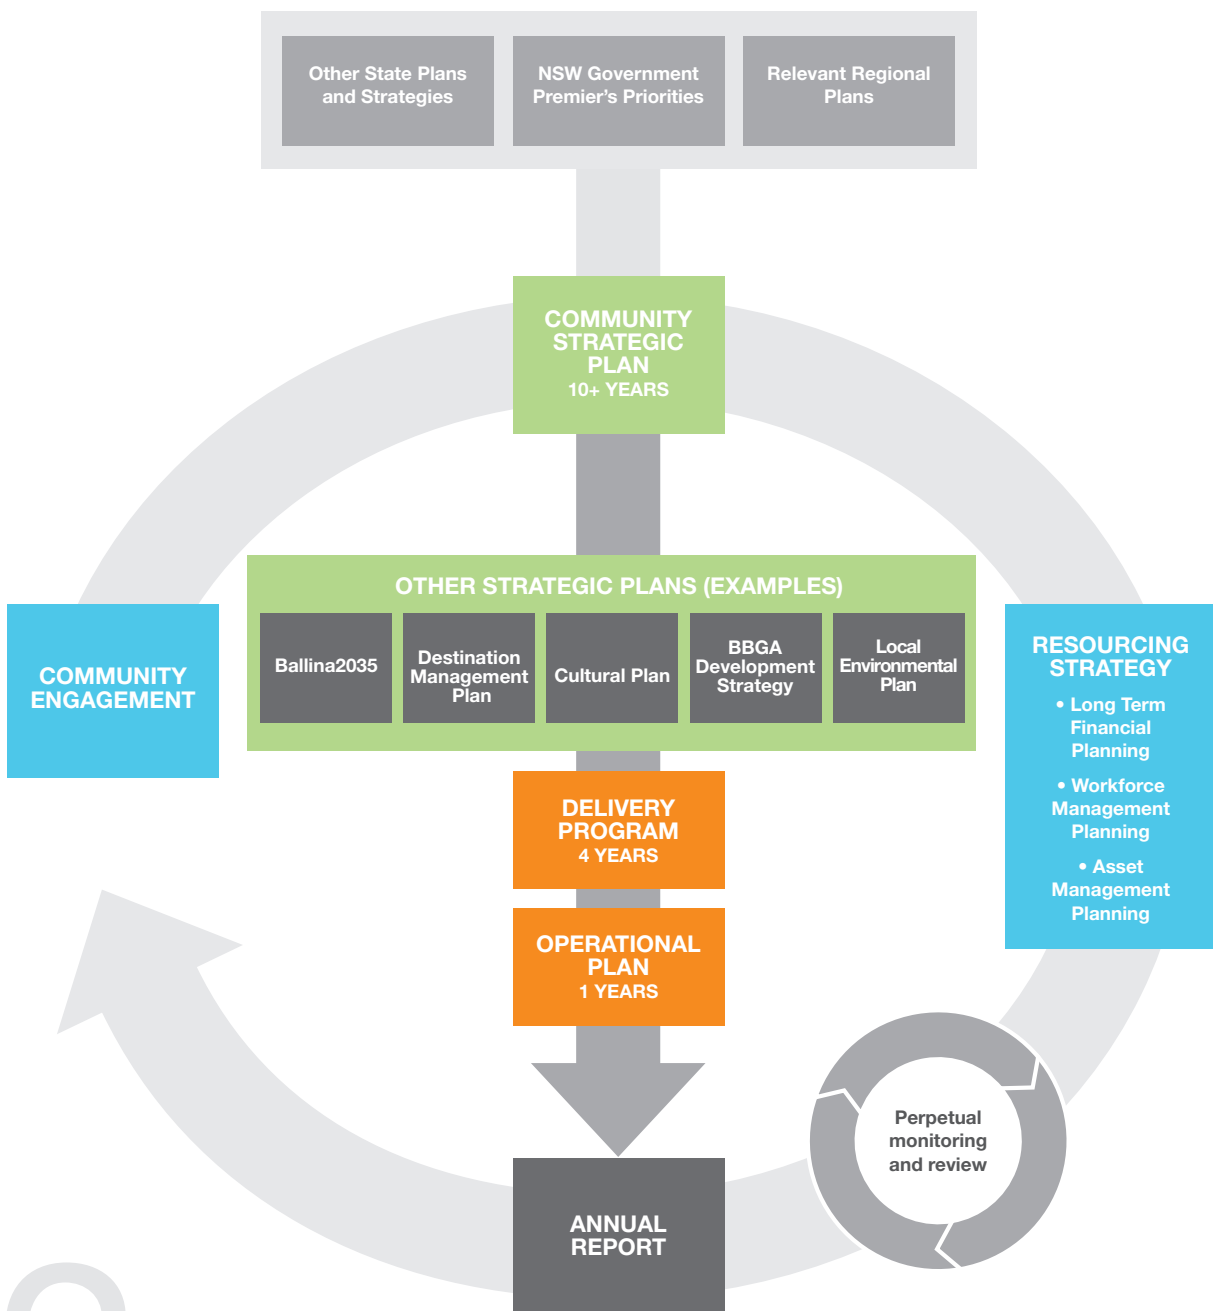 Other State Plans
and Strategies
NSW Government
Premier’s Priorities
Relevant Regional
Plans
COMMUNITY
STRATEGIC
PLAN
10+ YEARS
OTHER STRATEGIC PLANS (EXAMPLES)
Ballina2035
Destination
Management
Plan
Cultural Plan
BBGA
Development
Strategy
Local
Environmental
Plan
COMMUNITY
ENGAGEMENT
RESOURCING
STRATEGY
• Long Term
Financial
Planning
• Workforce
Management
Planning
• Asset
Management
Planning
DELIVERY
PROGRAM
4 YEARS
OPERATIONAL
PLAN
1 YEARS
Perpetual
monitoring
and review
ANNUAL
REPORT